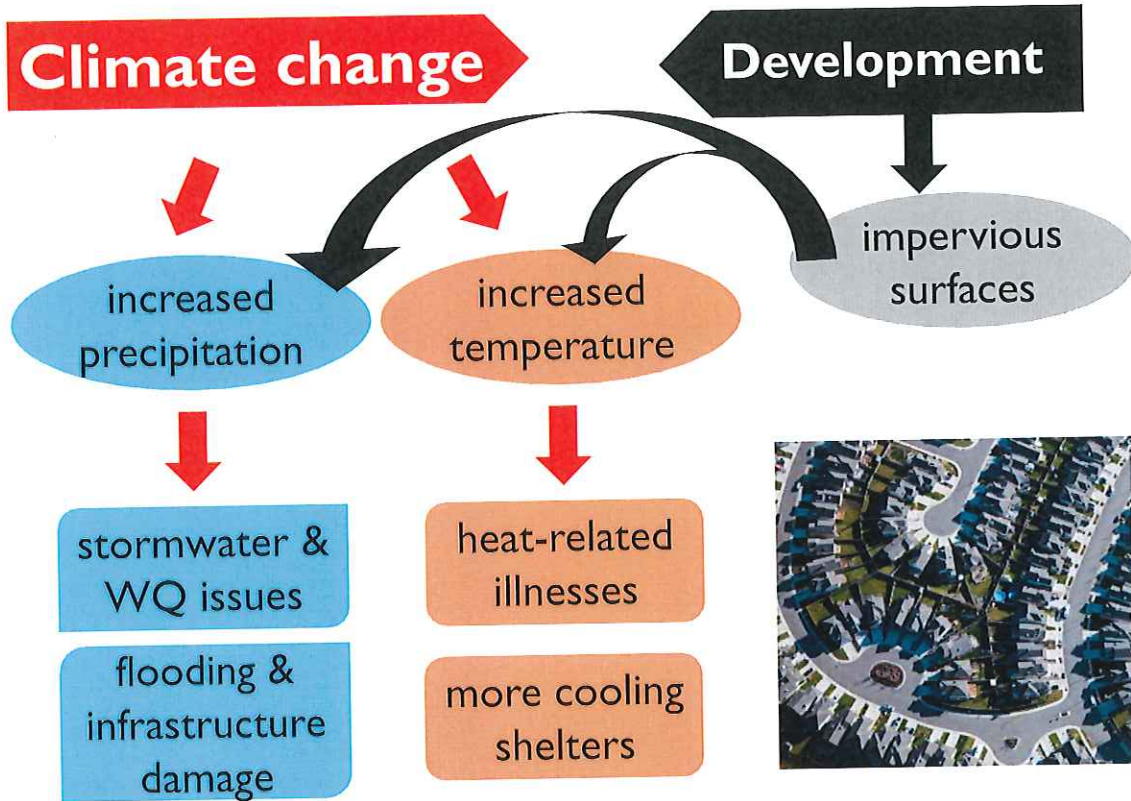 Climate change
Development
impervious
surfaces
increased
precipitation
increased
temperature
stormwater &
WQ issues
heat-related
illnesses
flooding &
infrastructure
damage
more cooling
shelters